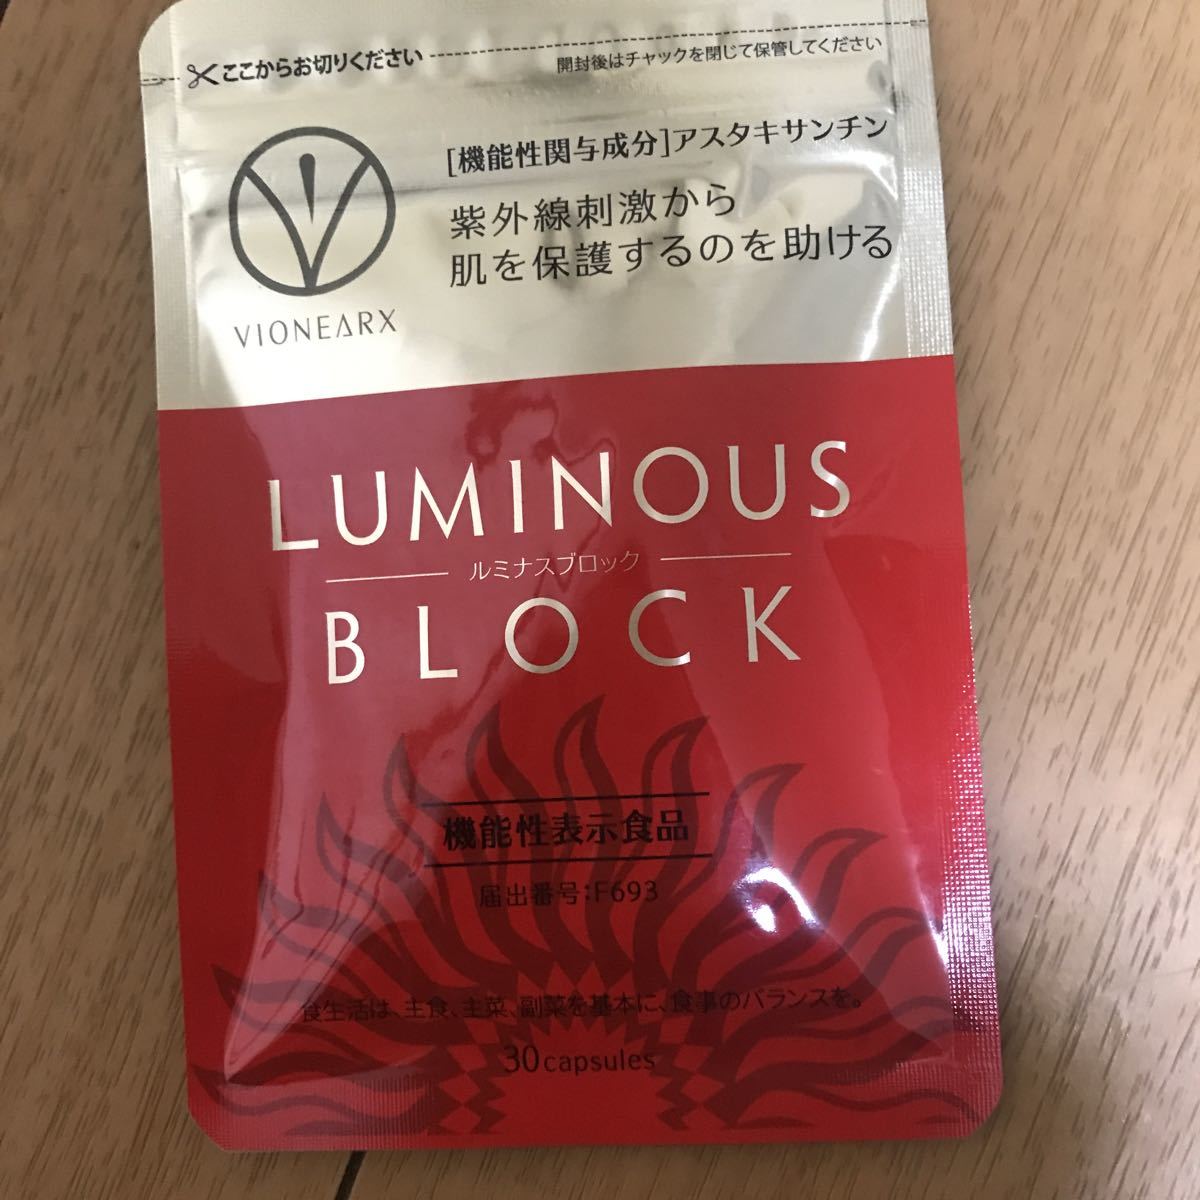 ここからお切りください
開封後はチャックを閉じて保管してください
[機能性関与成分]アスタキサンチン
紫外線刺激から
肌を保護するのを助ける
VIONEARX
LUMINOUS
ルミナスブロック
BLOCK
機能性表示食品
届出番号:F693
食生活は、主食、主菜、副菜を基本に、食事のバランスを。
30capsules